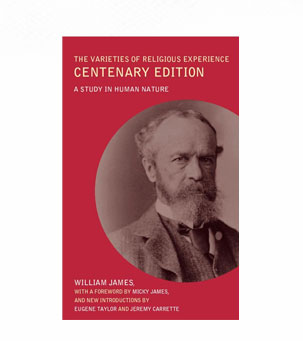 THE VARIETIES OF RELIGIOUS EXPERIENCE
CENTENARY EDITION
A STUDY IN HUMAN NATURE
WILLIAM JAMES,
WITH A FOREWORD BY MICKY JAMES,
AND NEW INTRODUCTIONS BY
EUGENE TAYLOR AND JEREMY CARRETTE